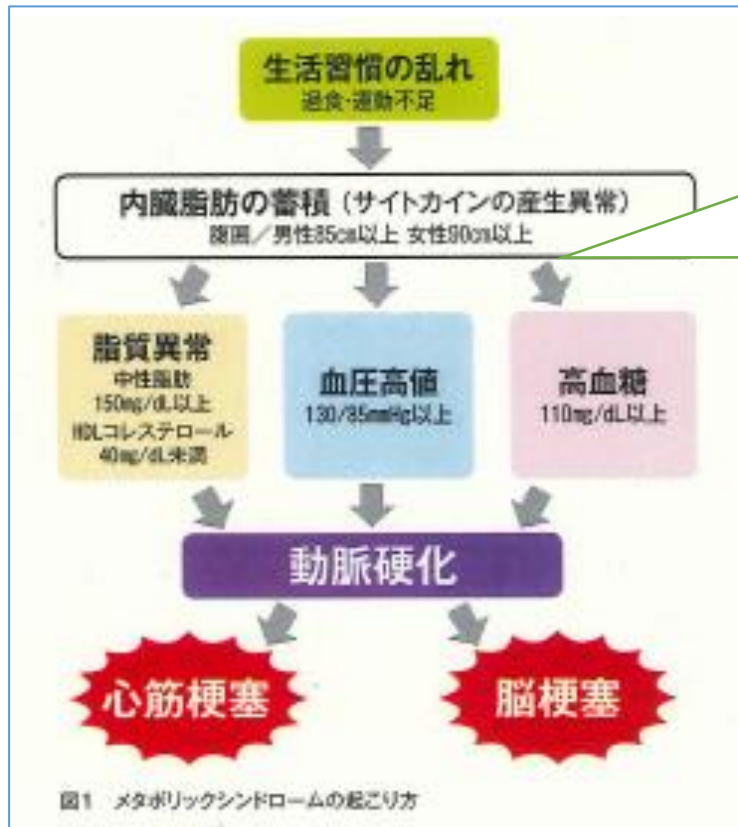 生活習慣の乱れ
過食・運動不足
内臓脂肪の蓄積（サイトカインの産生異常）
腹囲／男性85cm以上 女性90cm以上
脂質異常
中性脂肪
150mg/dL以上
HDLコレステロール
40mg/dL未満
血圧高値
130/85mmHg以上
高血糖
110mg/dL以上
動脈硬化
心筋梗塞
脳梗塞
図1 メタボリックシンドロームの起こり方